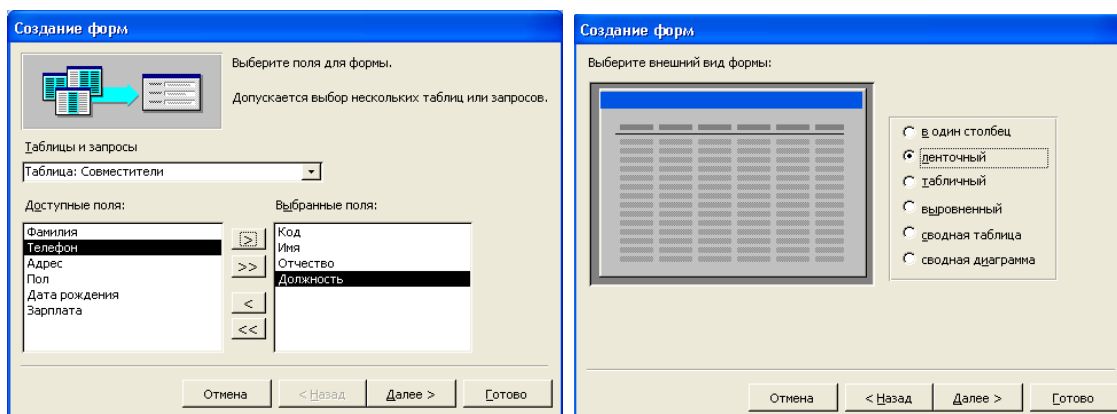 Создание форм
Выберите поля для формы.
Допускается выбор нескольких таблиц или запросов.
Таблицы и запросы
Таблица: Совместители
Доступные поля:
Выбранные поля:
Фамилия
Телефон
Адрес
Пол
Дата рождения
Зарплата
>
>>
<
<<
Код
Имя
Отчество
Должность
Отмена
< Назад
Далее >
Готово
Создание форм
Выберите внешний вид формы:
в один столбец
ленточный
табличный
выровненный
сводная таблица
сводная диаграмма
Отмена
< Назад
Далее >
Готово